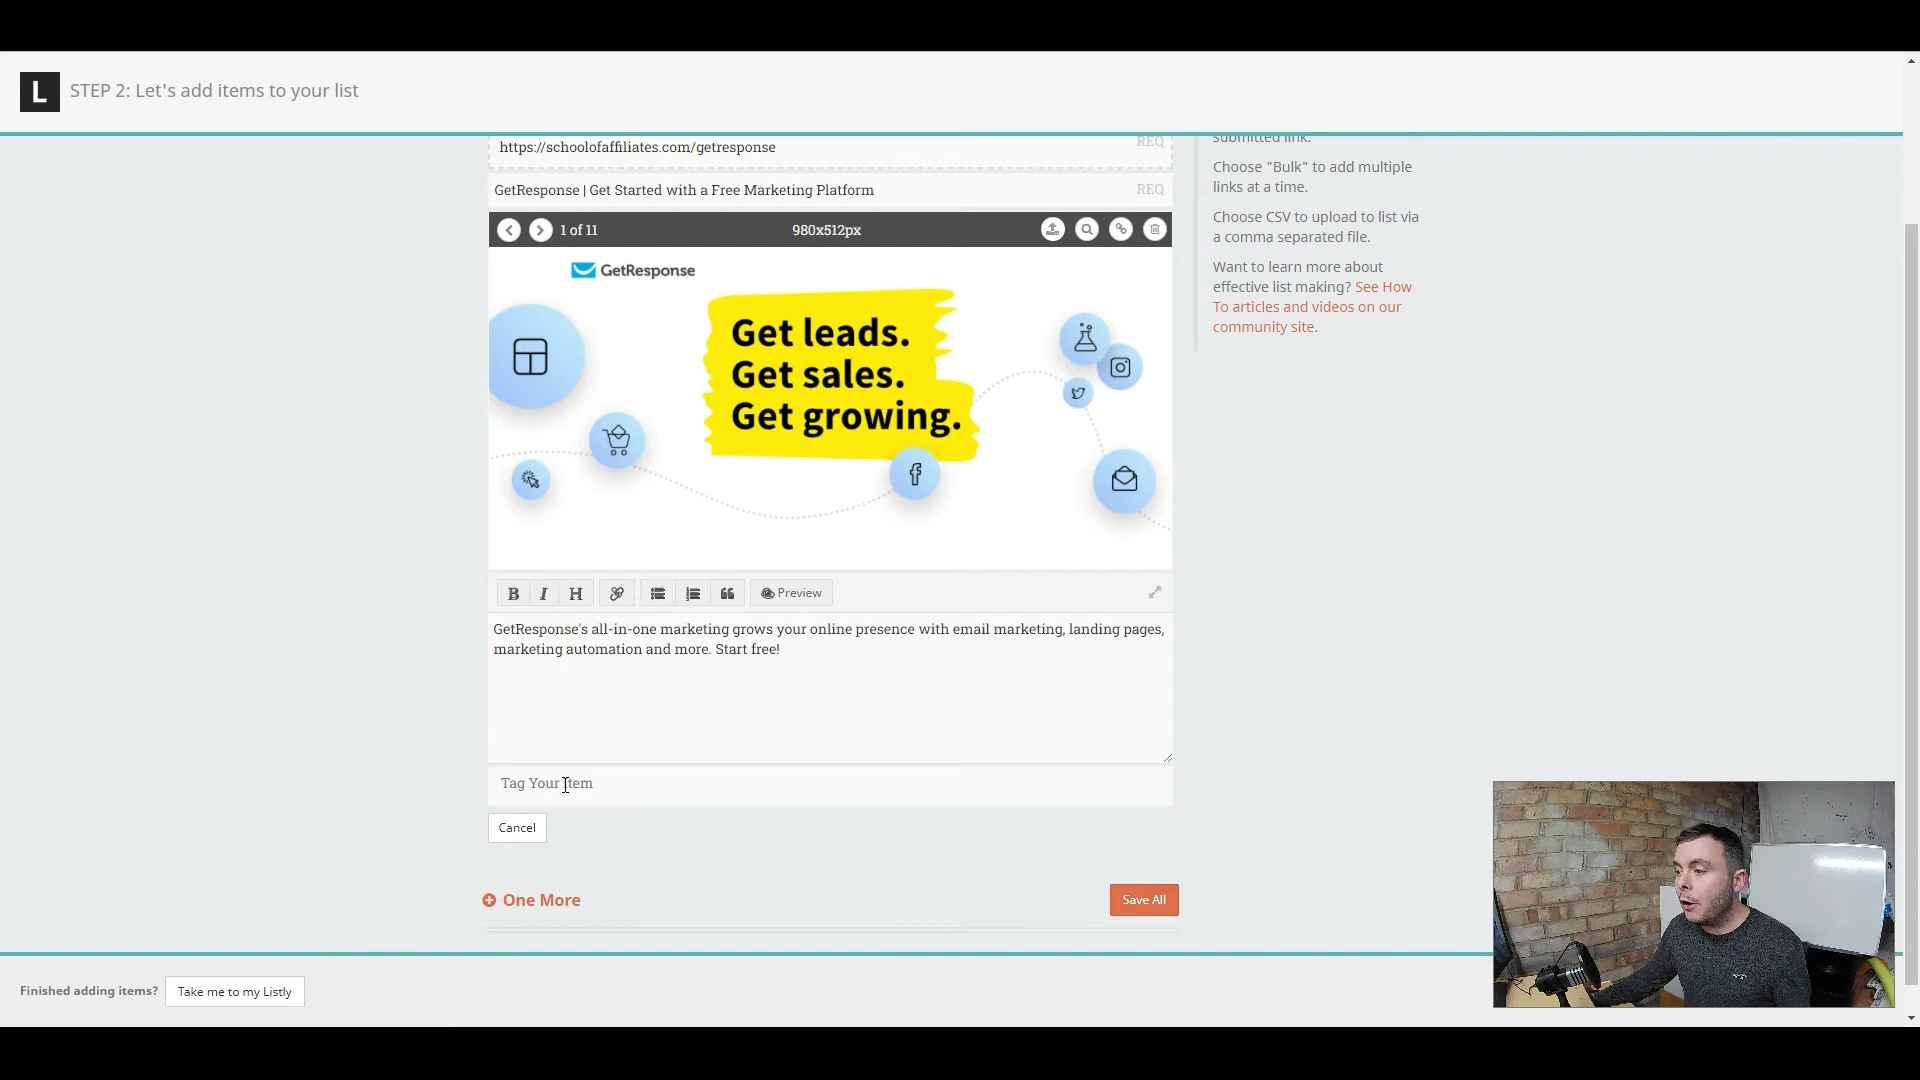 L STEP 2: Let's add items to your list
https://schoolofaffiliates.com/getresponse REQ
GetResponse | Get Started with a Free Marketing Platform REQ
1 of 11 980x512px
GetResponse
Get leads.
Get sales.
Get growing.
B I H Preview
GetResponse's all-in-one marketing grows your online presence with email marketing, landing pages,
marketing automation and more. Start free!
Tag Your Item
Cancel
One More Save All
submitted link.
Choose "Bulk" to add multiple
links at a time.
Choose CSV to upload to list via
a comma separated file.
Want to learn more about
effective list making? See How
To articles and videos on our
community site.
Finished adding items? Take me to my Listly